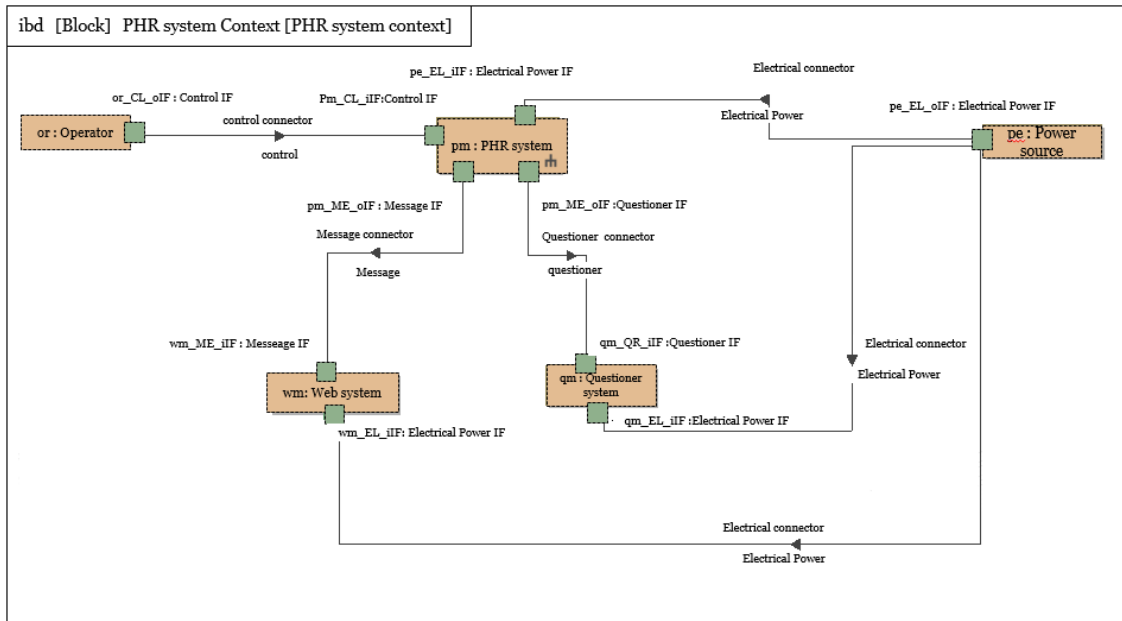 ibd [Block] PHR system Context [PHR system context]
pe_EL_iIF : Electrical Power IF
Electrical connector
or_CL_oIF : Control IF
Pm_CL_iIF:Control IF
pe_EL_oIF : Electrical Power IF
Electrical Power
control connector
or : Operator
control
pm : PHR system
pe : Power
source
pm_ME_oIF : Message IF
pm_ME_oIF :Questioner IF
Message connector
Questioner connector
Message
questioner
wm_ME_iIF : Messeage IF
qm_QR_iIF :Questioner IF
Electrical connector
Electrical Power
wm: Web system
qm : Questioner
system
qm_EL_iIF :Electrical Power IF
wm_EL_iIF: Electrical Power IF
Electrical connector
Electrical Power